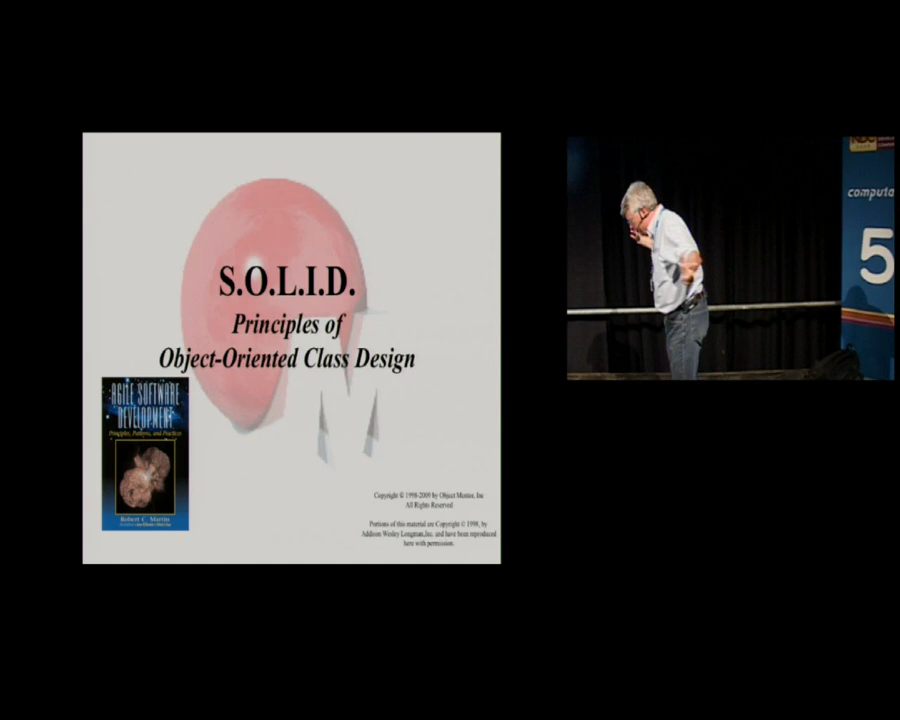 S.O.L.I.D.
Principles of
Object-Oriented Class Design
AGILE SOFTWARE
DEVELOPMENT
Principles, Patterns, and Practices
Robert C. Martin
Copyright © 1998-2009 by Object Mentor, Inc
All Rights Reserved
Portions of this material are Copyright © 1998, by
Addison Wesley Longman,Inc. and have been reproduced
here with permission.
NDC
computa
5